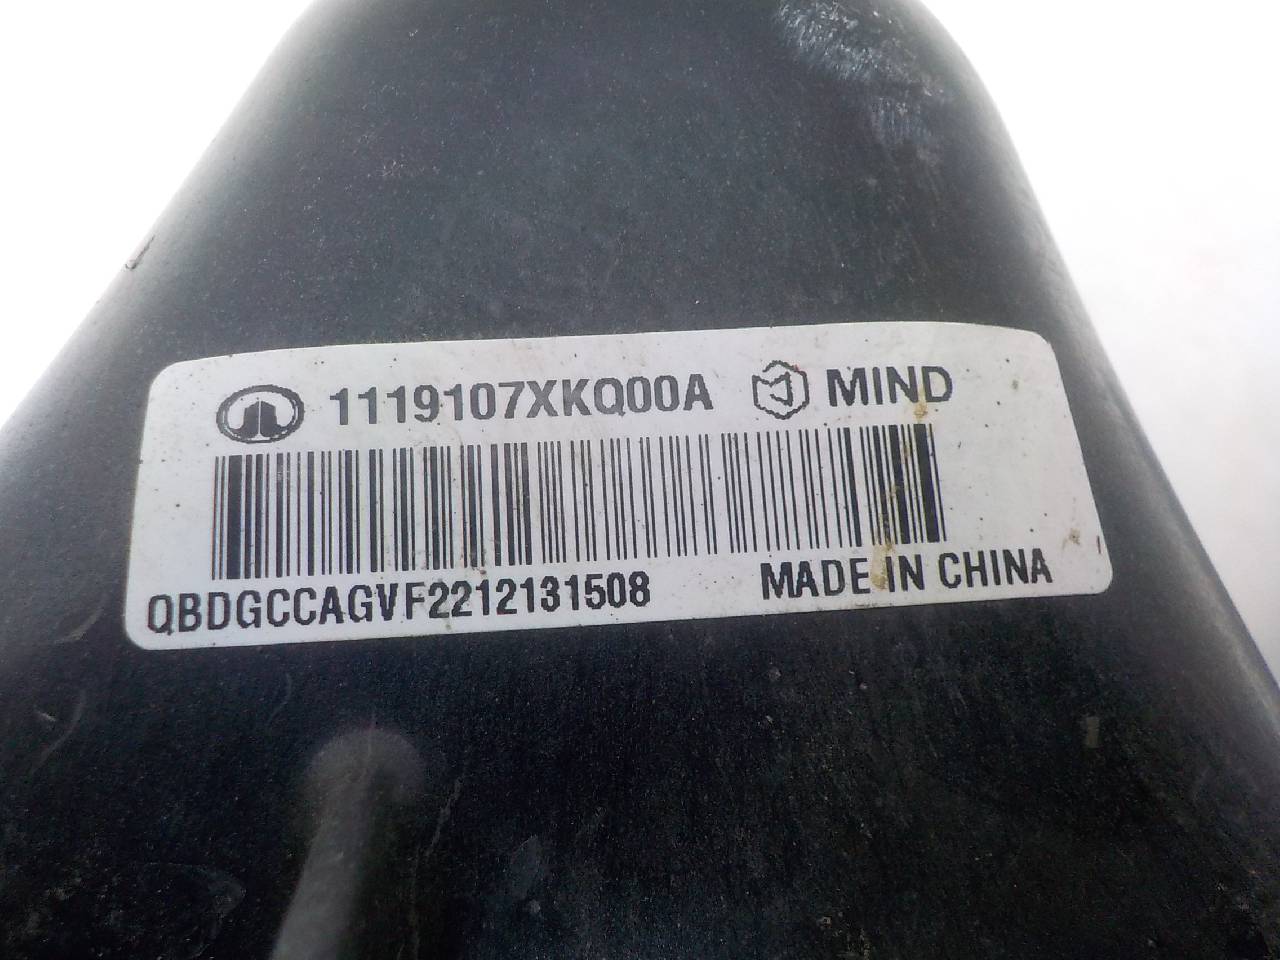 1119107XKQ00A MIND
QBDGCCAGVF2212131508 MADE IN CHINA